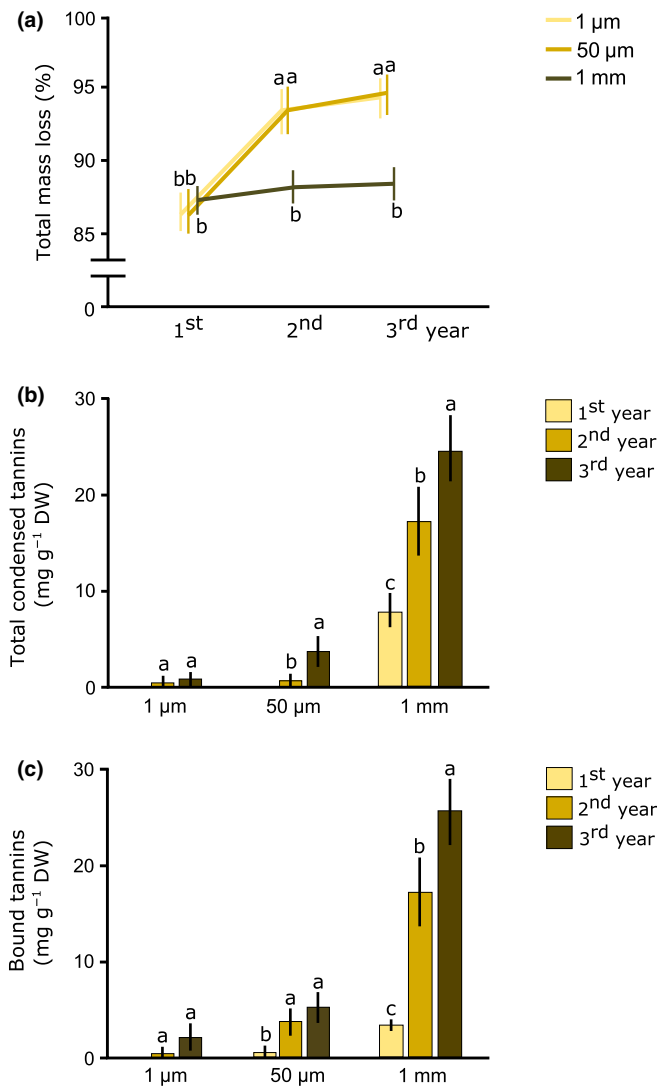 (a)
100
95
90
85
0
Total mass loss (%)
aa
aa
bb
b
b
b
1st
2nd
3rd year
1 µm
50 µm
1 mm
(b)
30
20
10
0
Total condensed tannins
(mg g⁻¹ DW)
a
a
b
a
c
b
a
1 µm
50 µm
1 mm
1st year
2nd year
3rd year
(c)
30
20
10
0
Bound tannins
(mg g⁻¹ DW)
a
a
b
a
a
c
b
a
1 µm
50 µm
1 mm
1st year
2nd year
3rd year